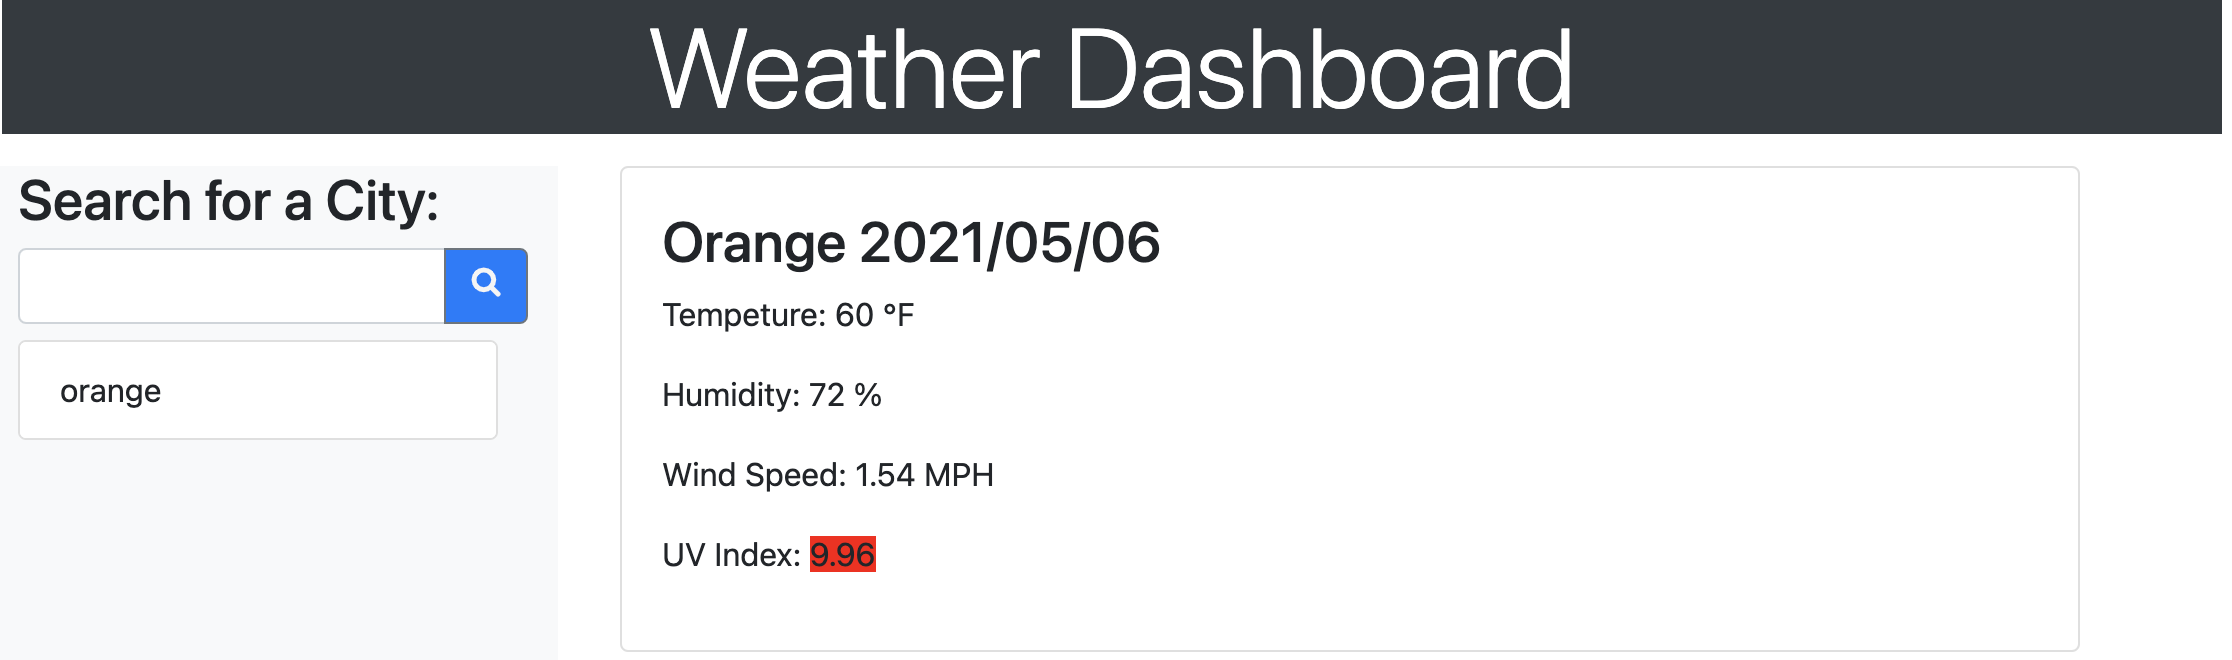 Weather Dashboard
Search for a City:
orange
Orange 2021/05/06
Tempeture: 60 °F
Humidity: 72 %
Wind Speed: 1.54 MPH
UV Index: 9.96